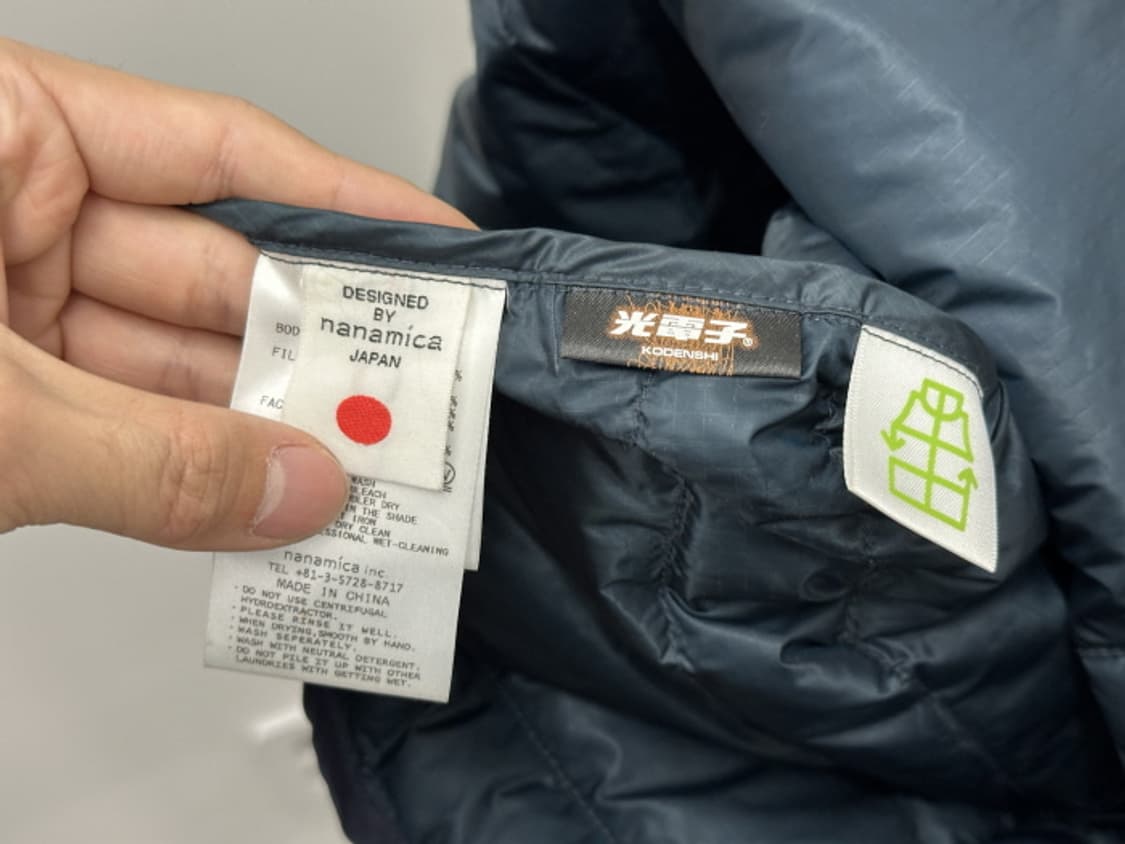 DESIGNED
BY
nanamica
JAPAN
BOD
FIL
FAC
%
%
WASH
LEACH
BLER DRY
IN THE SHADE
T IRON
DRY CLEAN
SSIONAL WET-CLEANING
nanamica inc.
TEL +81-3-5728-8717
MADE IN CHINA
・DO NOT USE CENTRIFUGAL
HYDROEXTRACTOR.
・PLEASE RINSE IT WELL.
・WHEN DRYING,SMOOTH BY HAND.
・WASH SEPERATELY.
・WASH WITH NEUTRAL DETERGENT.
・DO NOT PILE IT UP WITH OTHER
LAUNDRIES WITH GETTING WET.
光電子®
KODENSHI